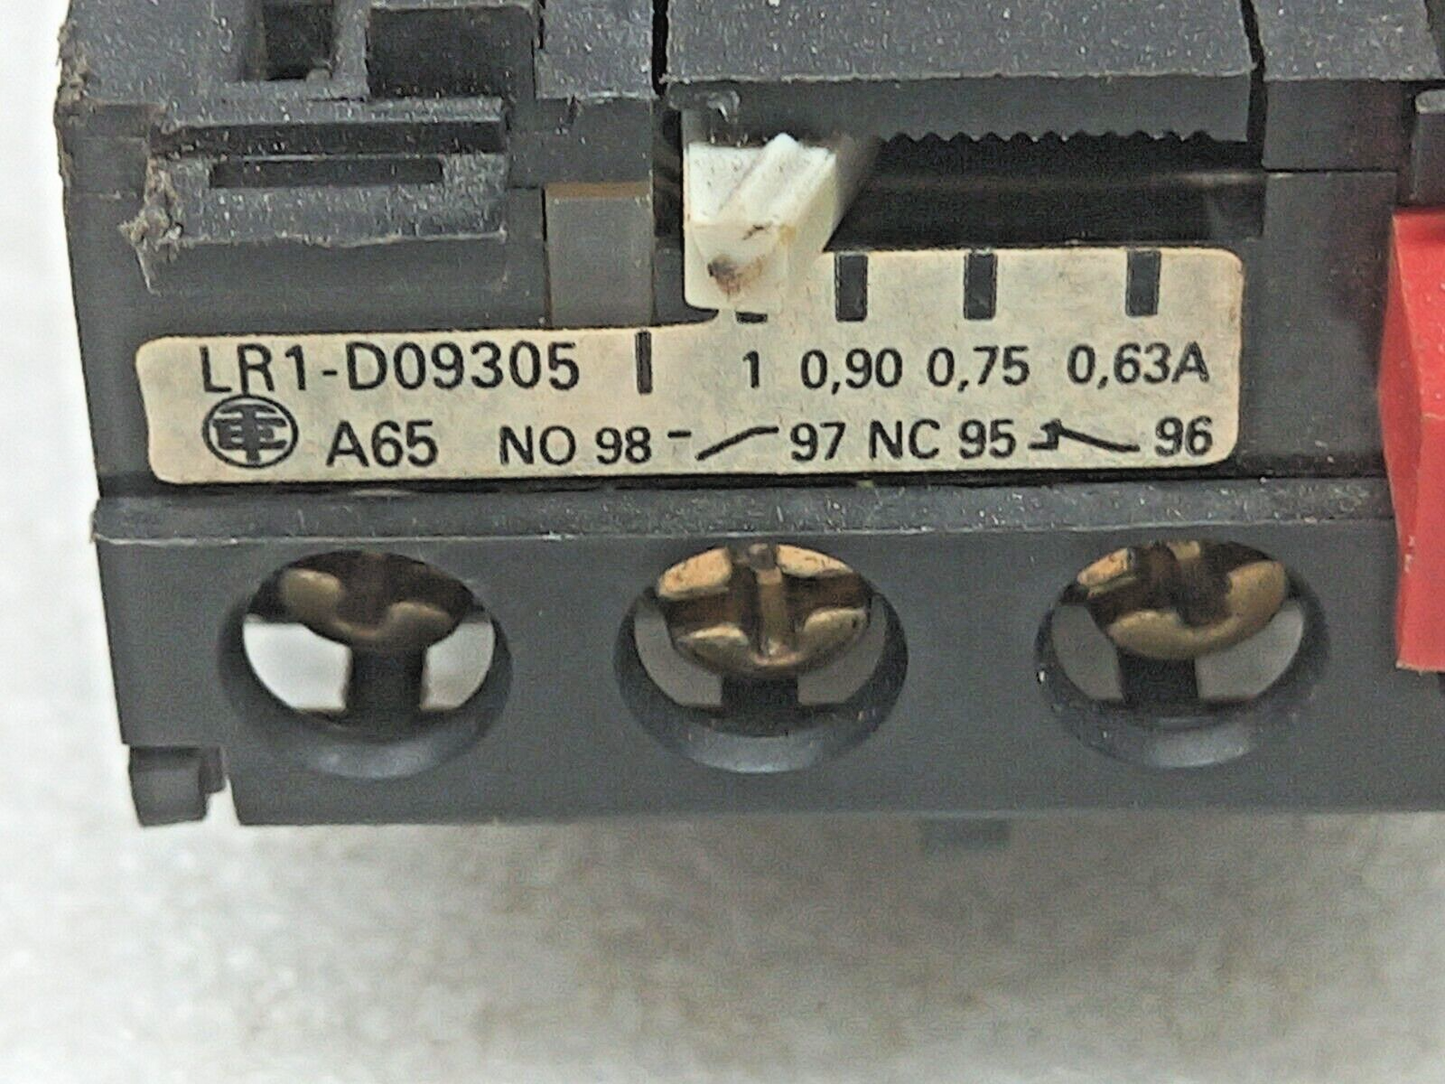 LR1-D09305 1 0,90 0,75 0,63A
A65 NO 98 97 NC 95 96